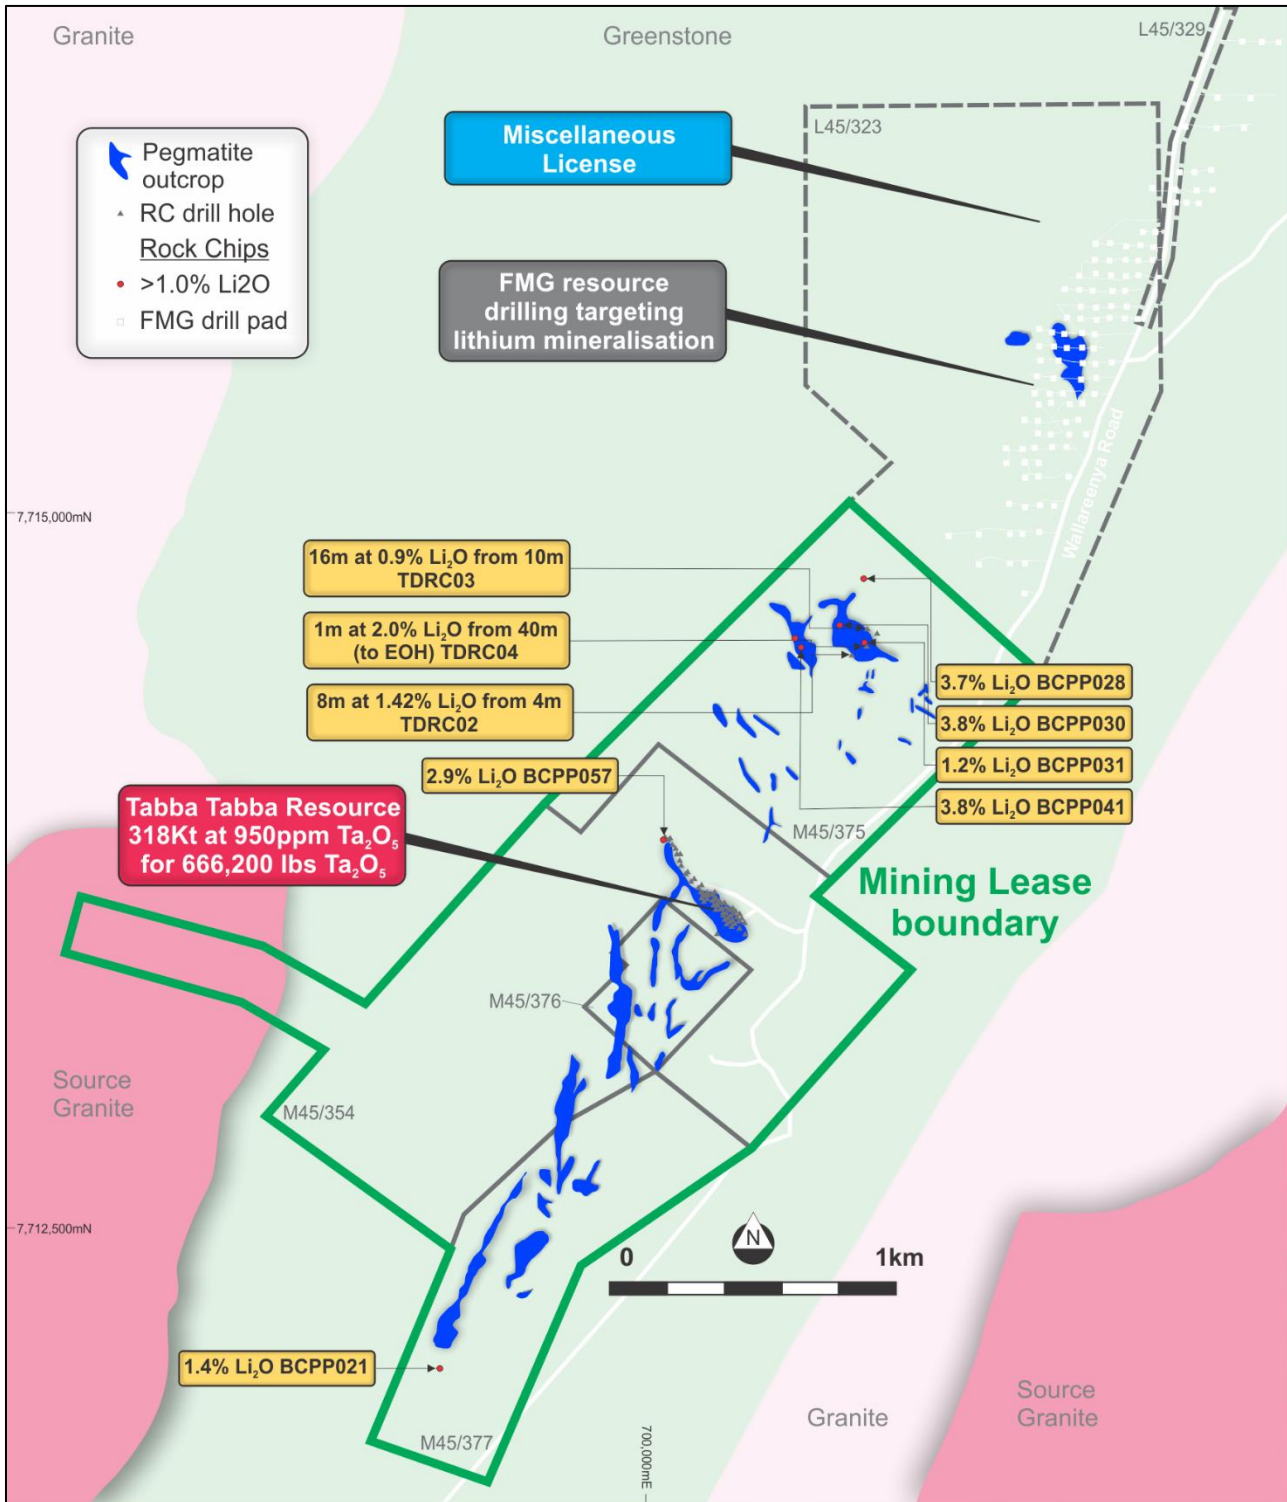 Granite
Greenstone
L45/329
L45/323
Miscellaneous
License
Pegmatite
outcrop
RC drill hole
Rock Chips
>1.0% Li2O
FMG drill pad
FMG resource
drilling targeting
lithium mineralisation
Wallareenya Road
7,715,000mN
16m at 0.9% Li₂O from 10m
TDRC03
1m at 2.0% Li₂O from 40m
(to EOH) TDRC04
8m at 1.42% Li₂O from 4m
TDRC02
3.7% Li₂O BCPP028
3.8% Li₂O BCPP030
1.2% Li₂O BCPP031
3.8% Li₂O BCPP041
2.9% Li₂O BCPP057
Tabba Tabba Resource
318Kt at 950ppm Ta₂O₅
for 666,200 lbs Ta₂O₅
M45/375
Mining Lease
boundary
M45/376
Source
Granite
M45/354
7,712,500mN
N
0
1km
1.4% Li₂O BCPP021
M45/377
700,000mE
Granite
Source
Granite